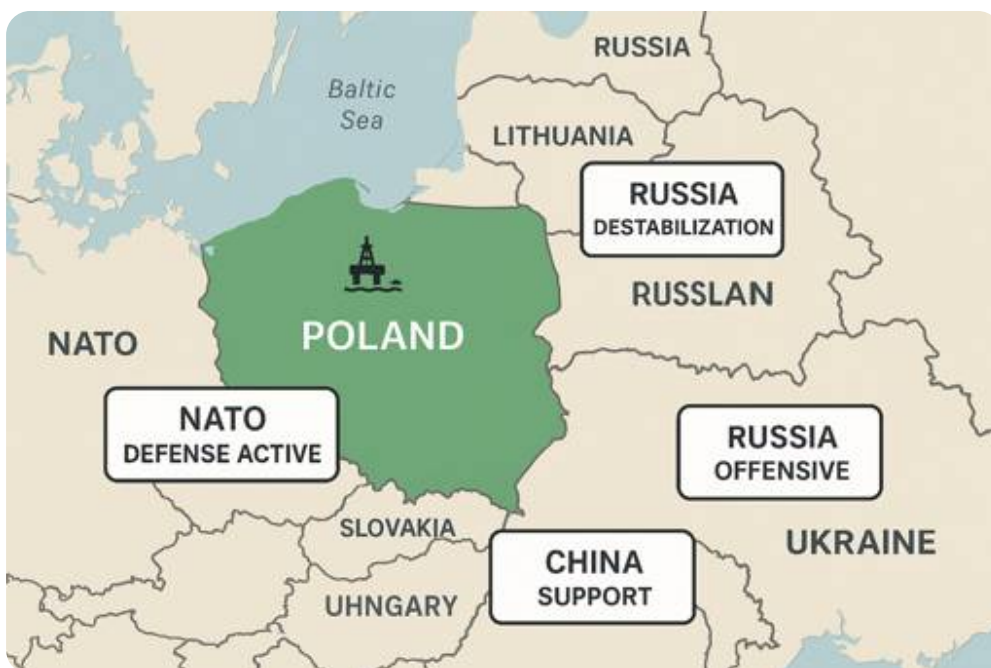 RUSSIA
Baltic
Sea
LITHUANIA
RUSSIA
DESTABILIZATION
RUSSLAN
POLAND
NATO
NATO
DEFENSE ACTIVE
RUSSIA
OFFENSIVE
SLOVAKIA
UKRAINE
CHINA
SUPPORT
UHNGARY